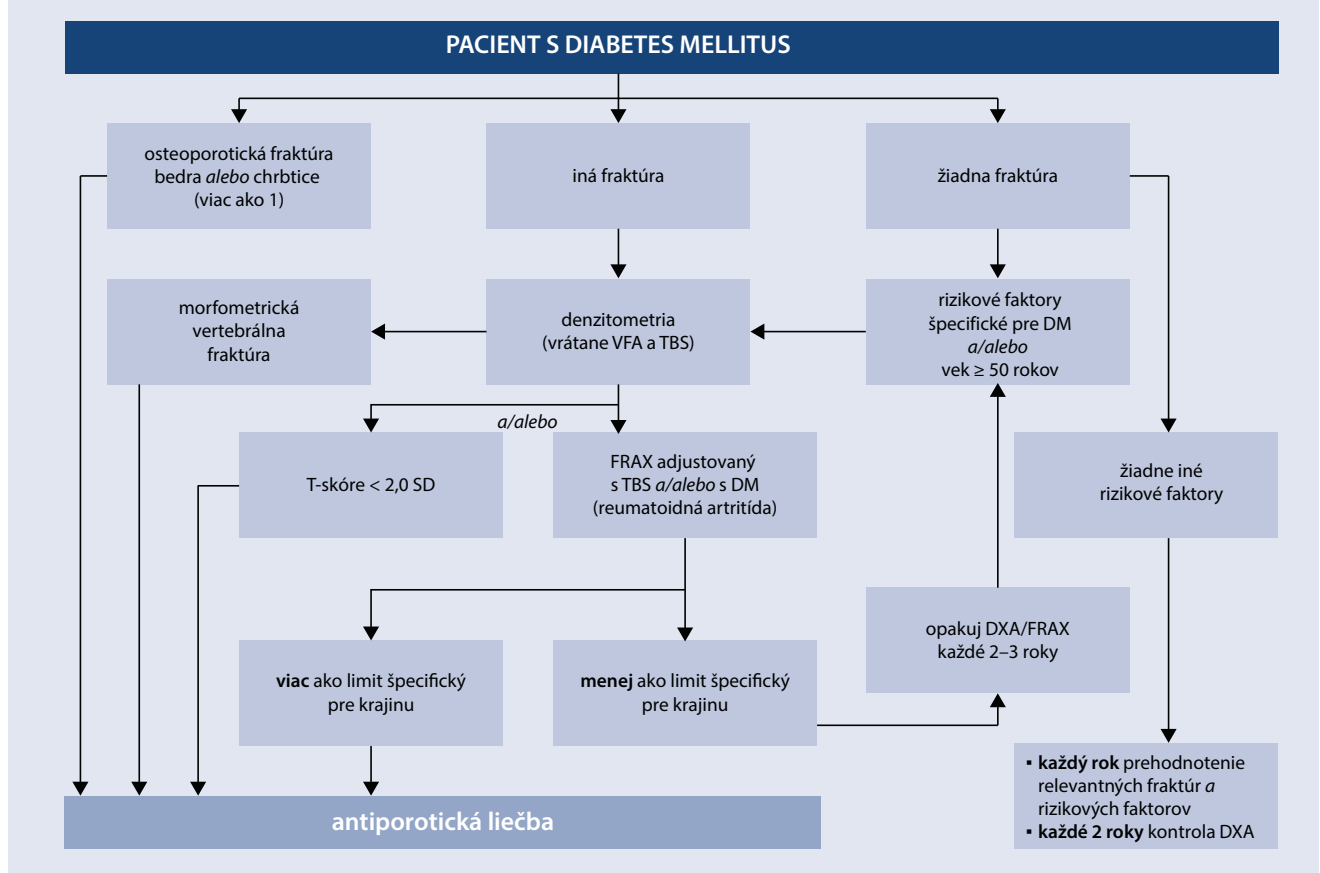 PACIENT S DIABETES MELLITUS
osteoporotická fraktúra
bedra alebo chrbtice
(viac ako 1)
iná fraktúra
žiadna fraktúra
morfometrická
vertebrálna
fraktúra
denzitometria
(vrátane VFA a TBS)
rizikové faktory
špecifické pre DM
a/alebo
vek ≥ 50 rokov
a/alebo
T-skóre < 2,0 SD
FRAX adjustovaný
s TBS a/alebo s DM
(reumatoidná artritída)
žiadne iné
rizikové faktory
opakuj DXA/FRAX
každé 2–3 roky
viac ako limit špecifický
pre krajinu
menej ako limit špecifický
pre krajinu
▪ každý rok prehodnotenie
relevantných fraktúr a
rizikových faktorov
▪ každé 2 roky kontrola DXA
antiporotická liečba